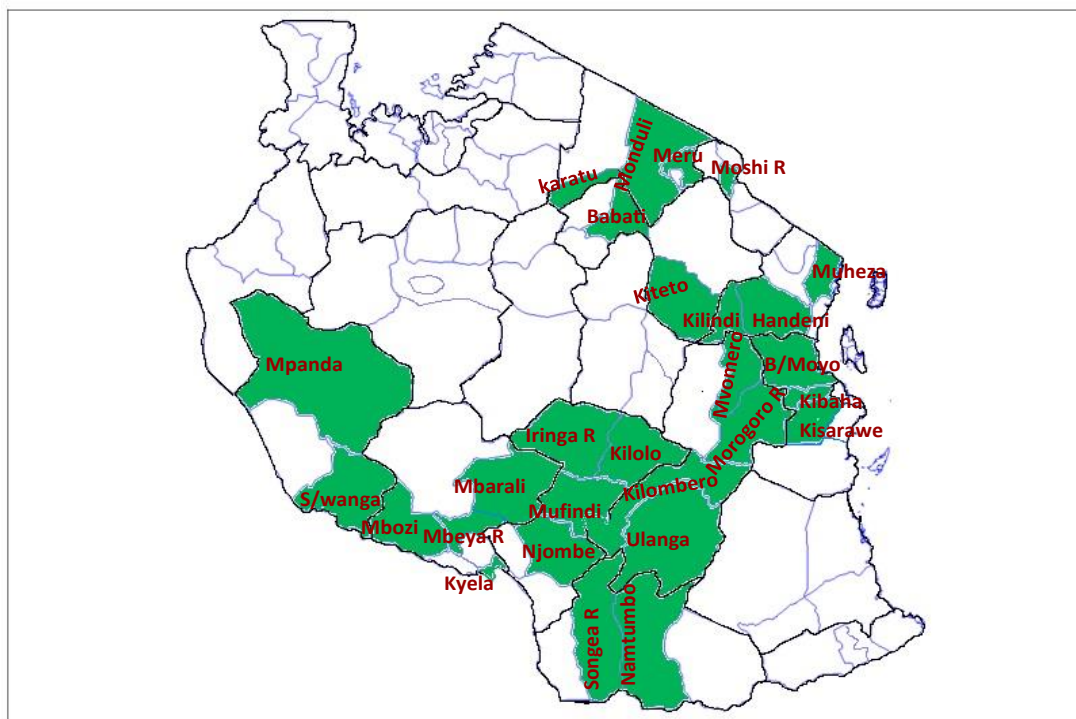 Monduli
Meru
Moshi R
karatu
Babati
Muheza
Kiteto
Kilindi
Handeni
Mpanda
Mvomero
B/Moyo
Kibaha
Morogoro R
Kisarawe
Iringa R
Kilolo
Mbarali
Kilombero
S/wanga
Mufindi
Mbozi
Mbeya R
Njombe
Ulanga
Kyela
Songea R
Namtumbo